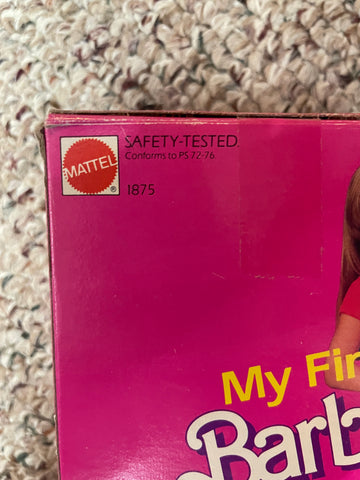 SAFETY-TESTED
Conforms to PS 72-76
MATTEL
®
1875
My Fir
Barb